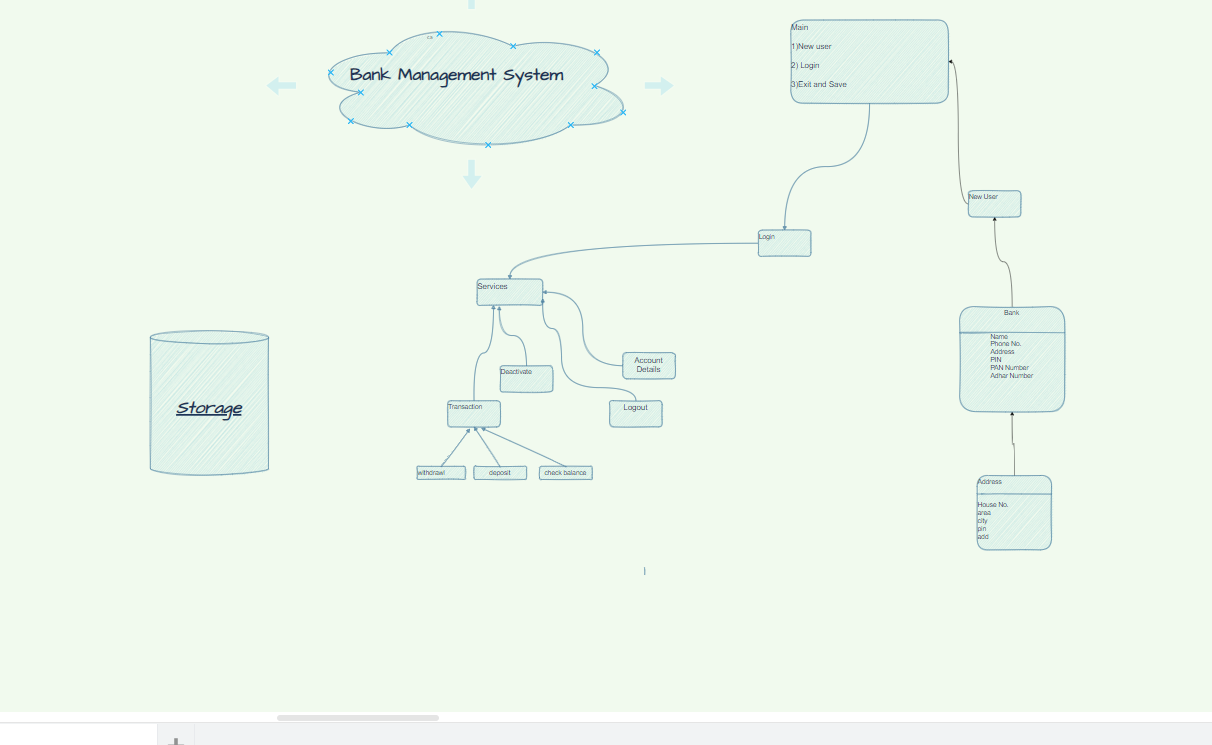 Bank Management System
Main
1)New user
2) Login
3)Exit and Save
New User
Login
Services
Bank
Name
Phone No.
Address
PIN
PAN Number
Adhar Number
Account
Details
Deactivate
Transaction
Logout
Storage
withdrawl
deposit
check balance
Address
House No.
area
city
pin
add